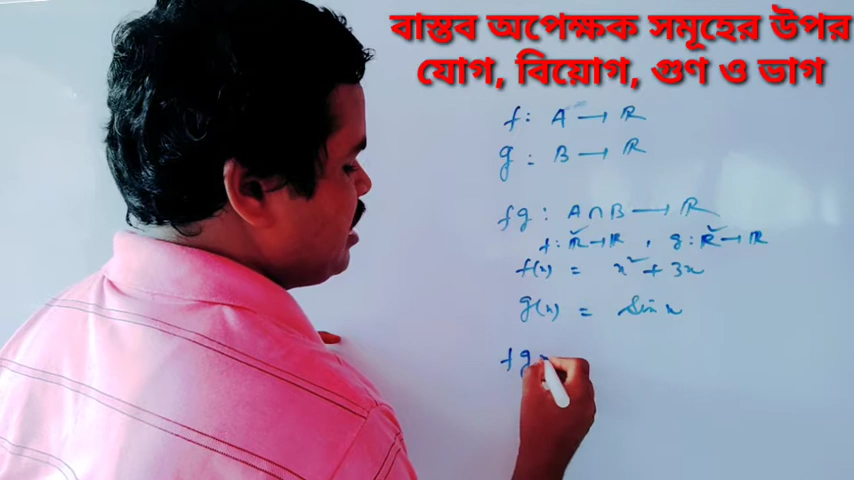 বাস্তব অপেক্ষক সমূহের উপর
যোগ, বিয়োগ, গুণ ও ভাগ
f : A → R
g : B → R
fg : A ∩ B → R
f : R → R , g : R → R
f(x) = x² + 3x
g(x) = Sin x
fg